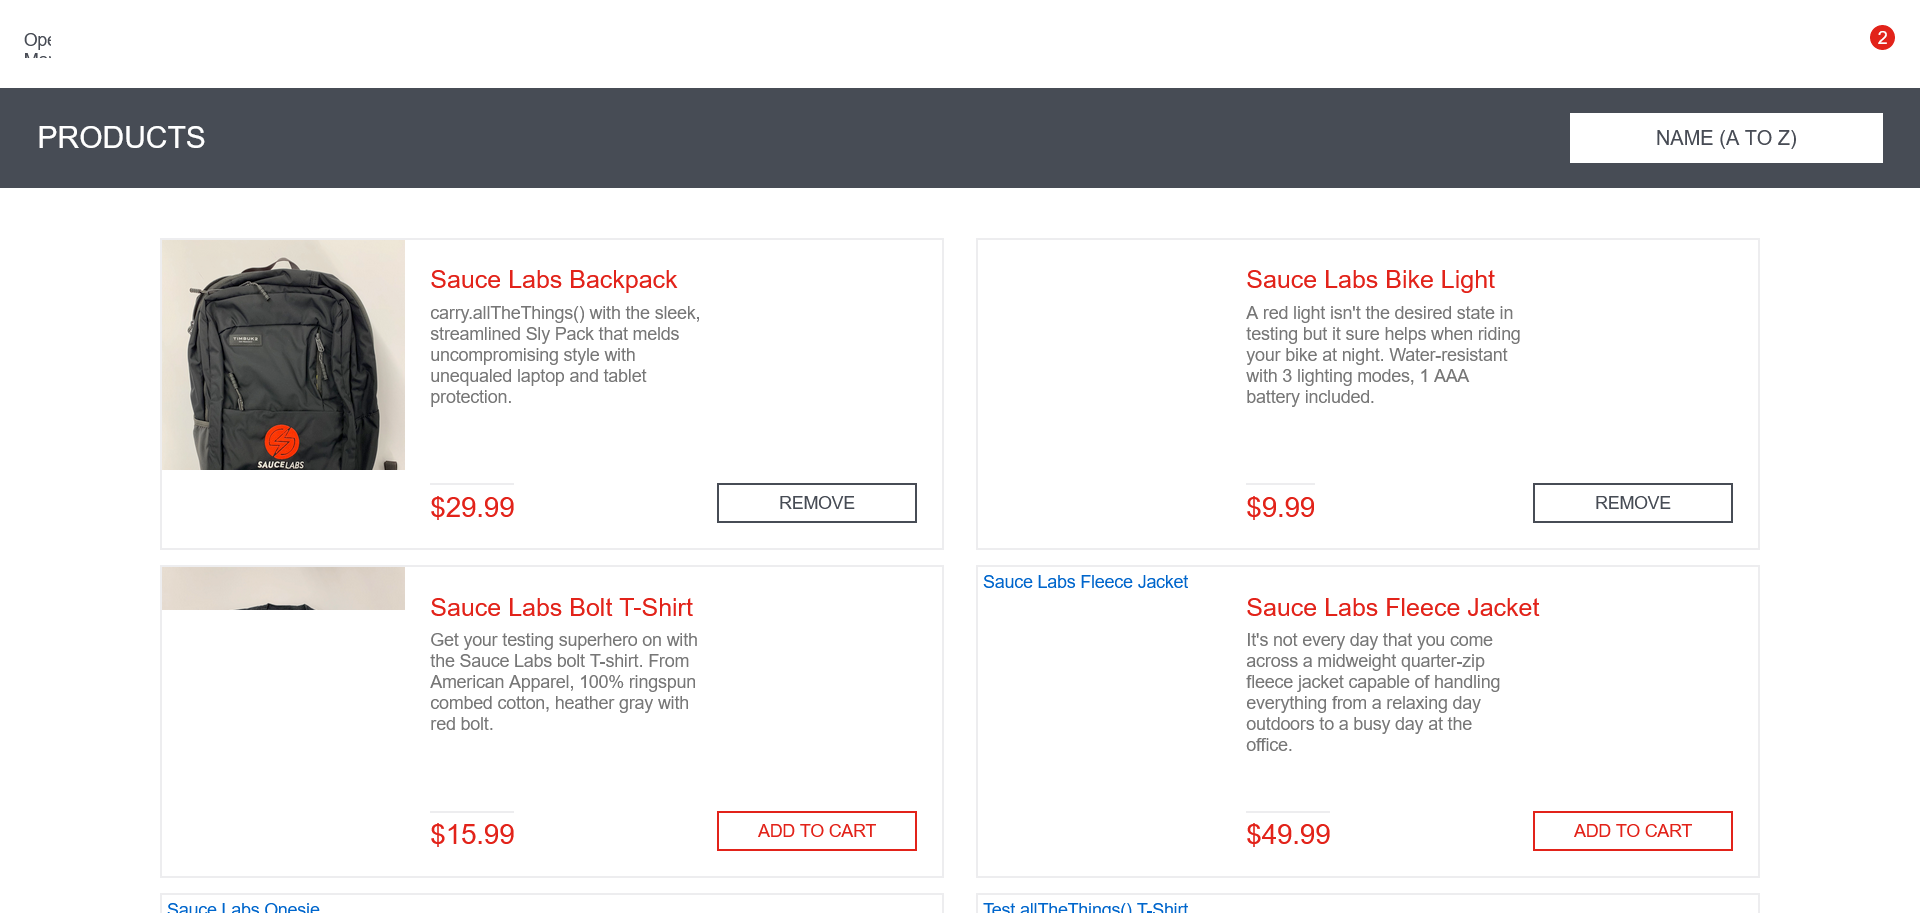 Ope
2
PRODUCTS
NAME (A TO Z)
TIMBUK2
SAUCELABS
Sauce Labs Backpack
carry.allTheThings() with the sleek,
streamlined Sly Pack that melds
uncompromising style with
unequaled laptop and tablet
protection.
$29.99
REMOVE
Sauce Labs Bike Light
A red light isn't the desired state in
testing but it sure helps when riding
your bike at night. Water-resistant
with 3 lighting modes, 1 AAA
battery included.
$9.99
REMOVE
Sauce Labs Bolt T-Shirt
Get your testing superhero on with
the Sauce Labs bolt T-shirt. From
American Apparel, 100% ringspun
combed cotton, heather gray with
red bolt.
$15.99
ADD TO CART
Sauce Labs Fleece Jacket
Sauce Labs Fleece Jacket
It's not every day that you come
across a midweight quarter-zip
fleece jacket capable of handling
everything from a relaxing day
outdoors to a busy day at the
office.
$49.99
ADD TO CART
Sauce Labs Onesie
Test.allTheThings() T-Shirt